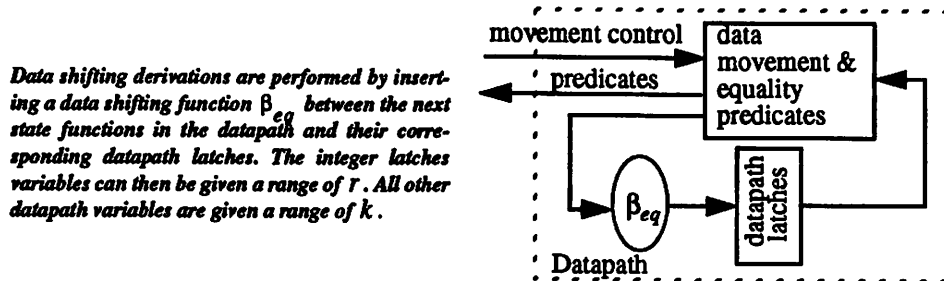 Data shifting derivations are performed by insert-
ing a data shifting function β_eq between the next
state functions in the datapath and their corre-
sponding datapath latches. The integer latches
variables can then be given a range of r. All other
datapath variables are given a range of k.
movement control
predicates
data
movement &
equality
predicates
β_eq
datapath
latches
Datapath